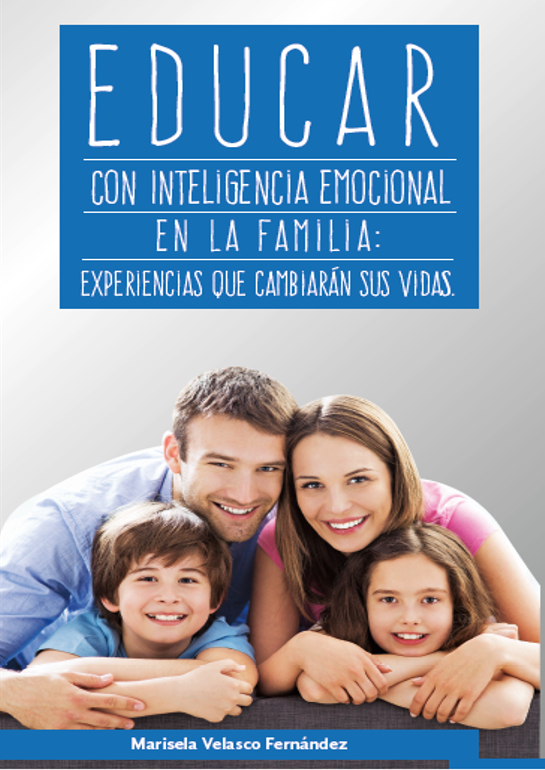 EDUCAR
CON INTELIGENCIA EMOCIONAL
EN LA FAMILIA:
EXPERIENCIAS QUE CAMBIARÁN SUS VIDAS.
Marisela Velasco Fernández